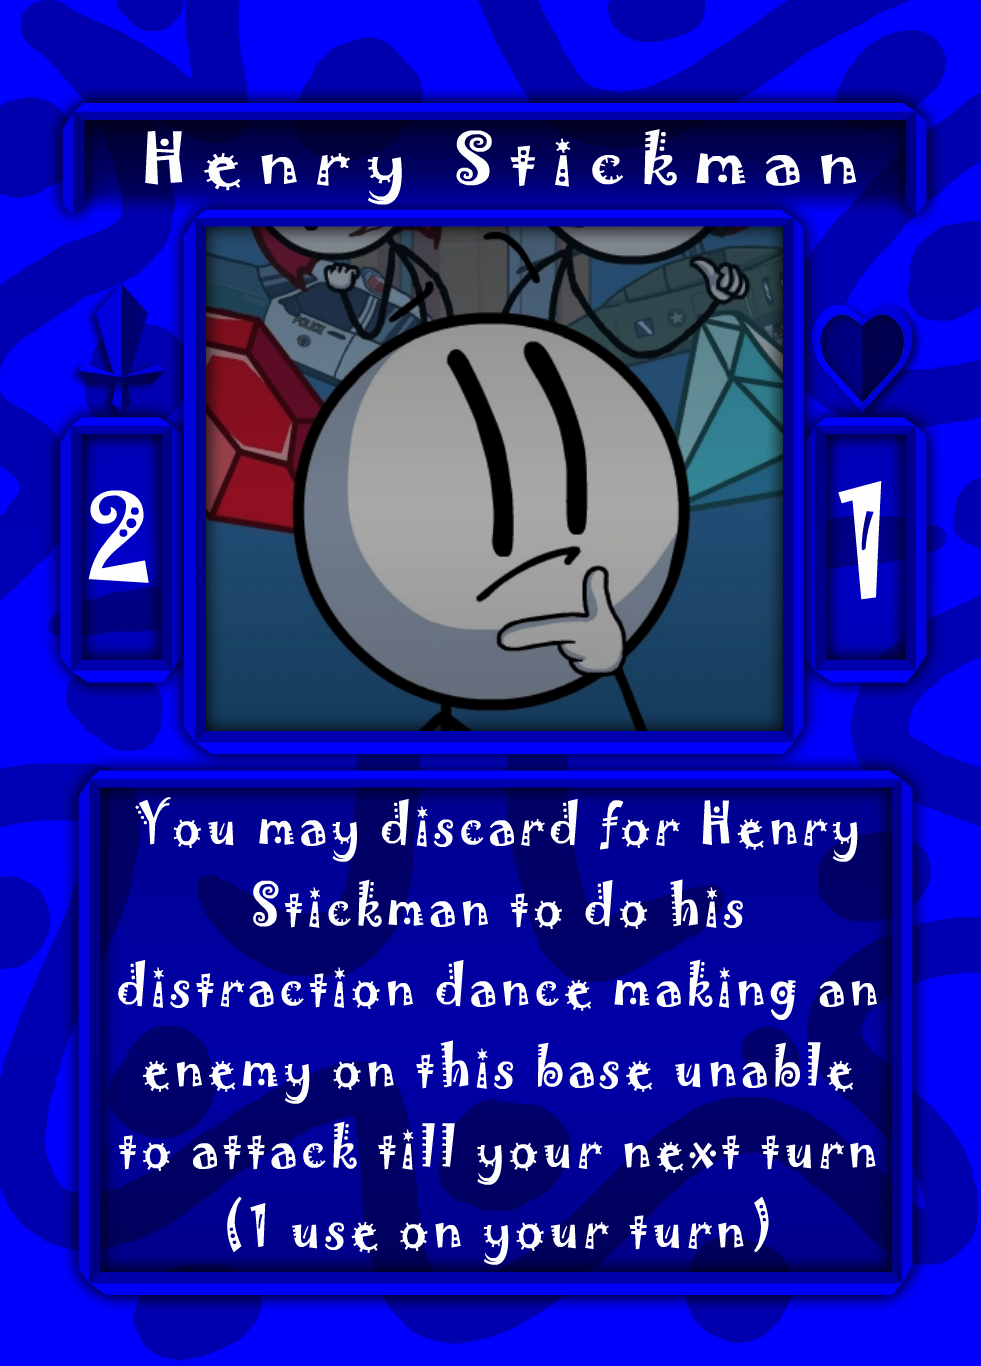 Henry Stickman
POLICE
2
1
You may discard for Henry
Stickman to do his
distraction dance making an
enemy on this base unable
to attack till your next turn
(1 use on your turn)